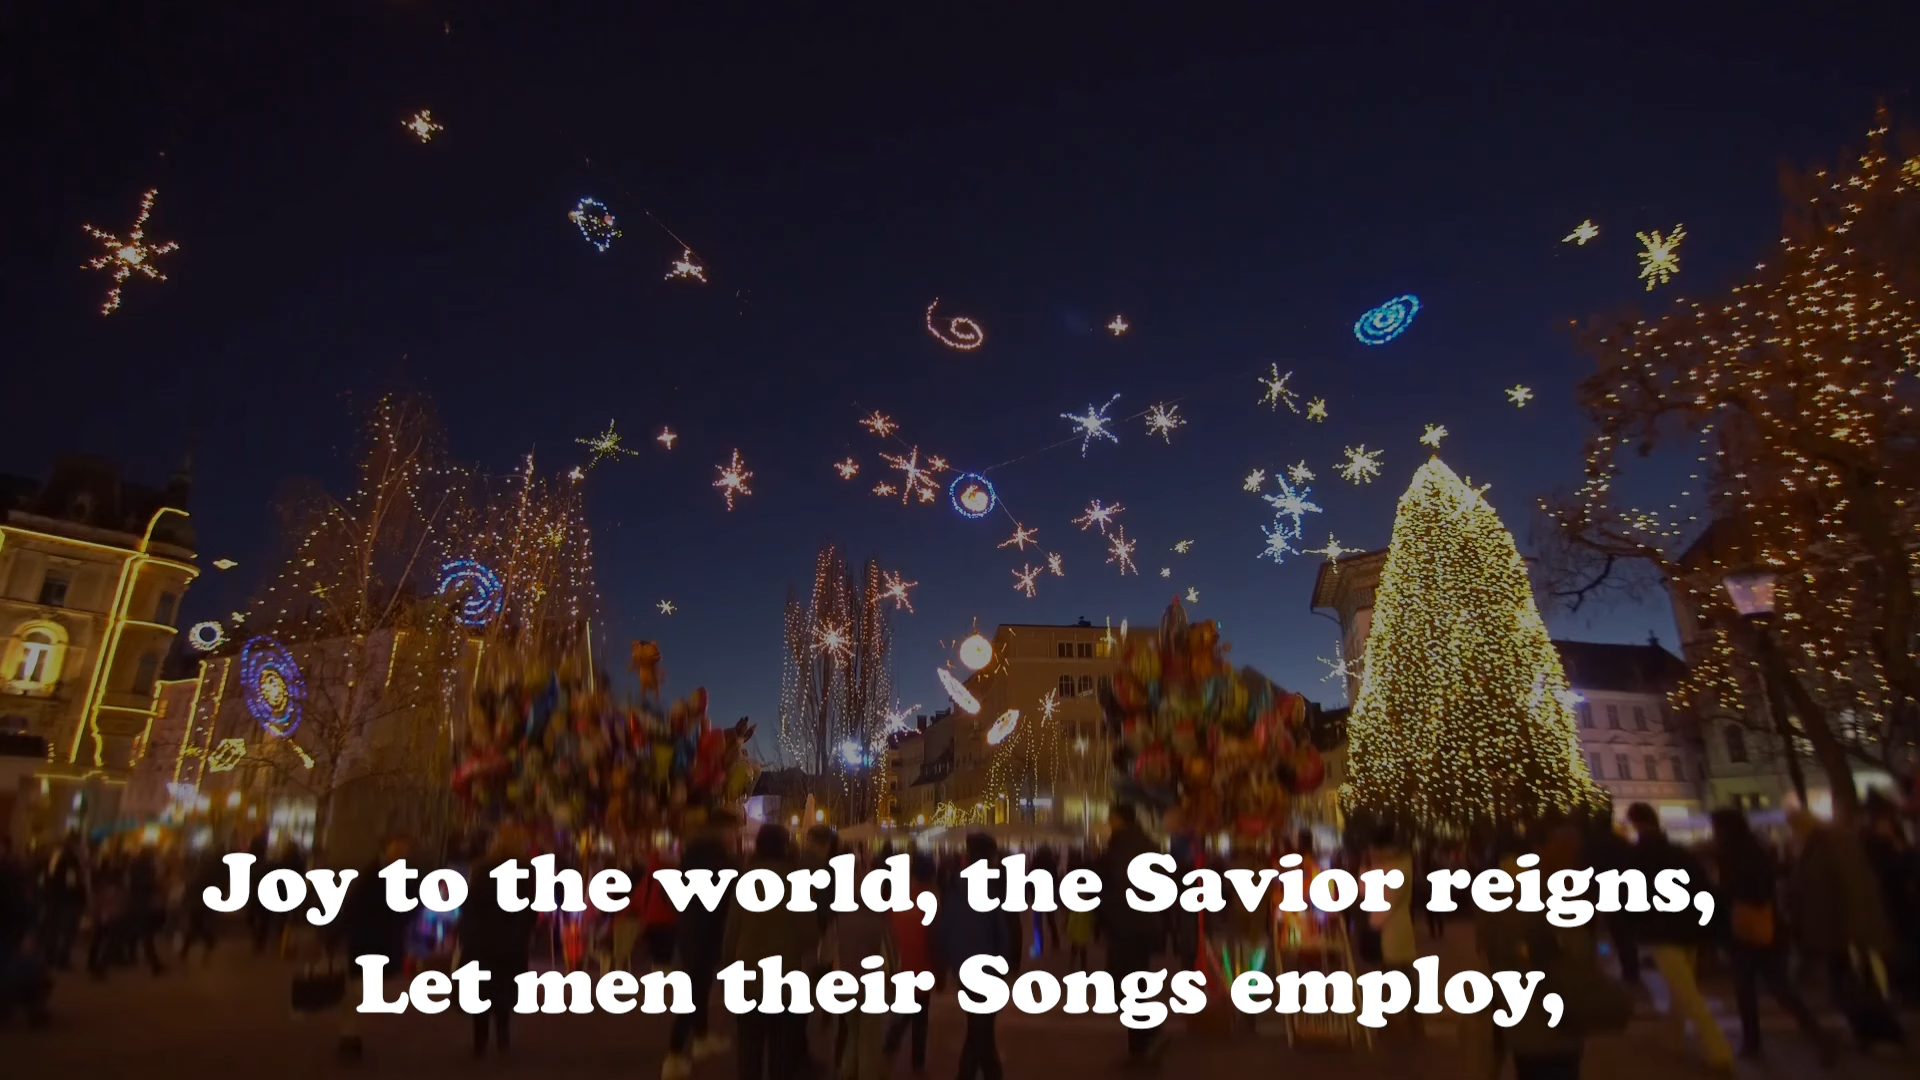 Joy to the world, the Savior reigns,
Let men their Songs employ,